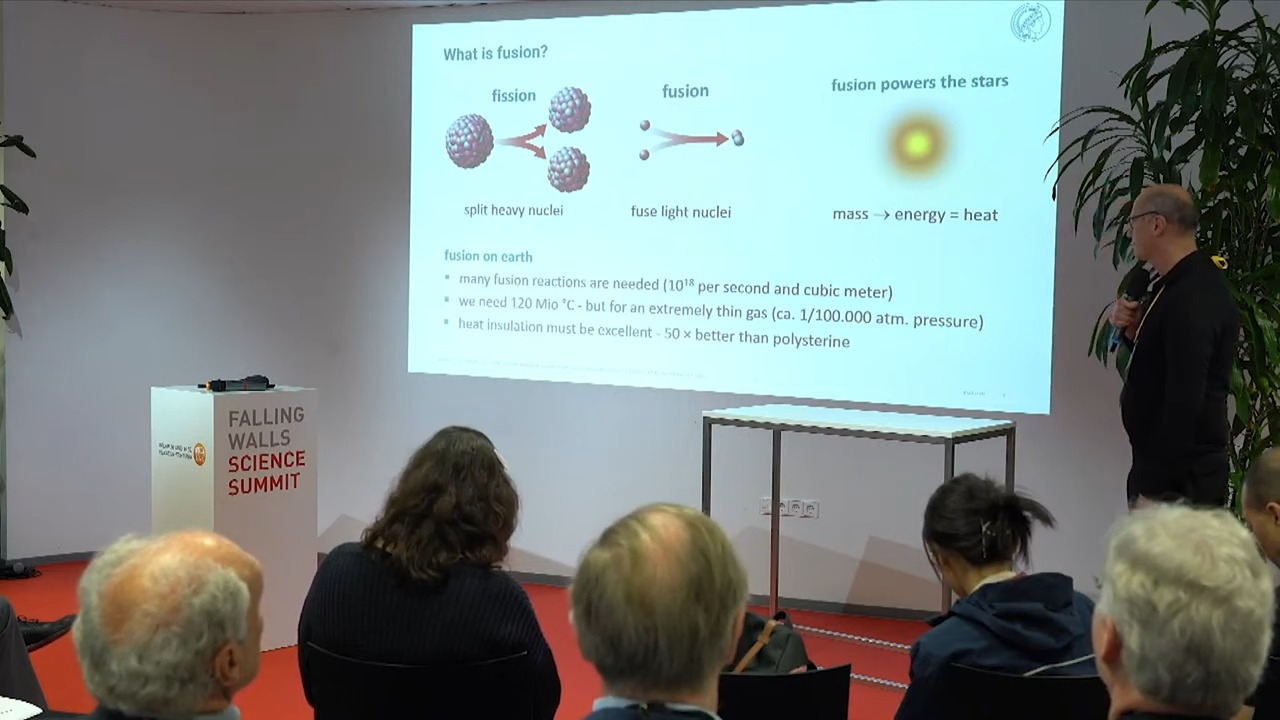 What is fusion?
fission
fusion
fusion powers the stars
split heavy nuclei
fuse light nuclei
mass → energy = heat
fusion on earth
▪ many fusion reactions are needed (10¹⁸ per second and cubic meter)
▪ we need 120 Mio °C - but for an extremely thin gas (ca. 1/100.000 atm. pressure)
▪ heat insulation must be excellent - 50 × better than polysterine
FALLING
WALLS
SCIENCE
SUMMIT